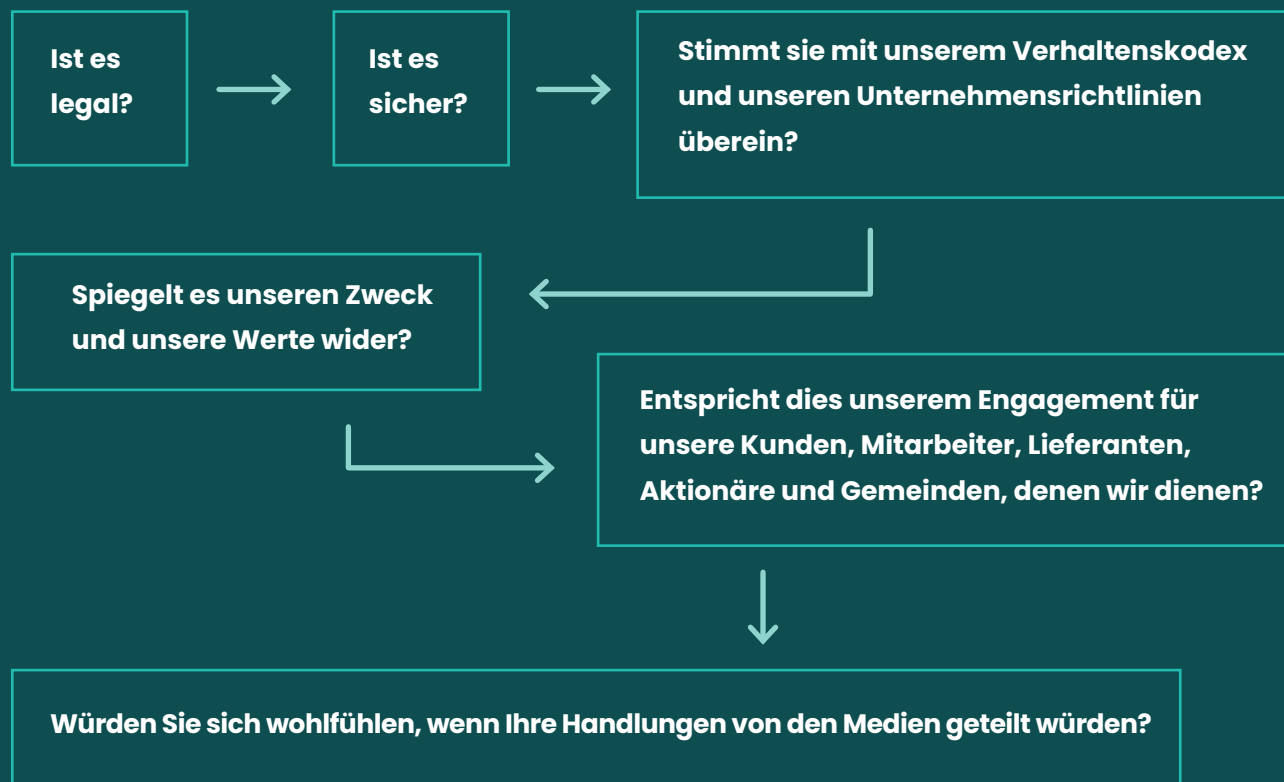 Ist es
legal?
Ist es
sicher?
Stimmt sie mit unserem Verhaltenskodex
und unseren Unternehmensrichtlinien
überein?
Spiegelt es unseren Zweck
und unsere Werte wider?
Entspricht dies unserem Engagement für
unsere Kunden, Mitarbeiter, Lieferanten,
Aktionäre und Gemeinden, denen wir dienen?
Würden Sie sich wohlfühlen, wenn Ihre Handlungen von den Medien geteilt würden?